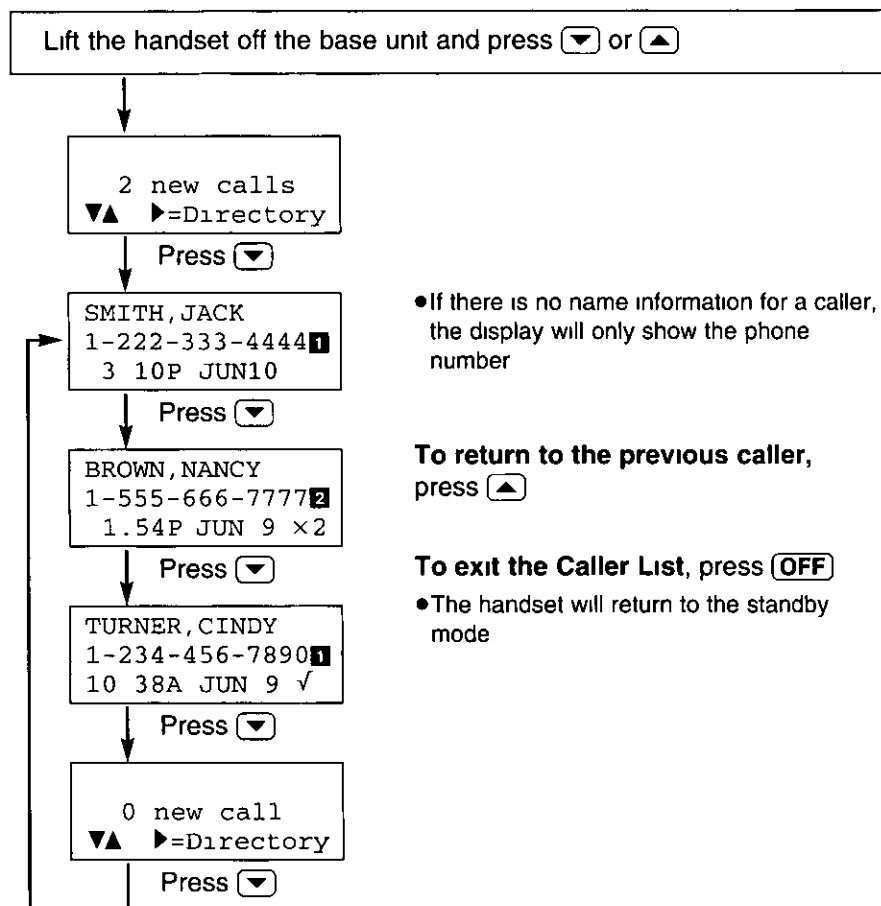 Lift the handset off the base unit and press ▼ or ▲
2 new calls
▼▲ ▶=Directory
Press ▼
SMITH,JACK
1-222-333-4444 1
3 10P JUN10
Press ▼
BROWN,NANCY
1-555-666-7777 2
1.54P JUN 9 ×2
Press ▼
TURNER,CINDY
1-234-456-7890 1
10 38A JUN 9 √
Press ▼
0 new call
▼▲ ▶=Directory
Press ▼
●If there is no name information for a caller,
the display will only show the phone
number
To return to the previous caller,
press ▲
To exit the Caller List, press OFF
●The handset will return to the standby
mode